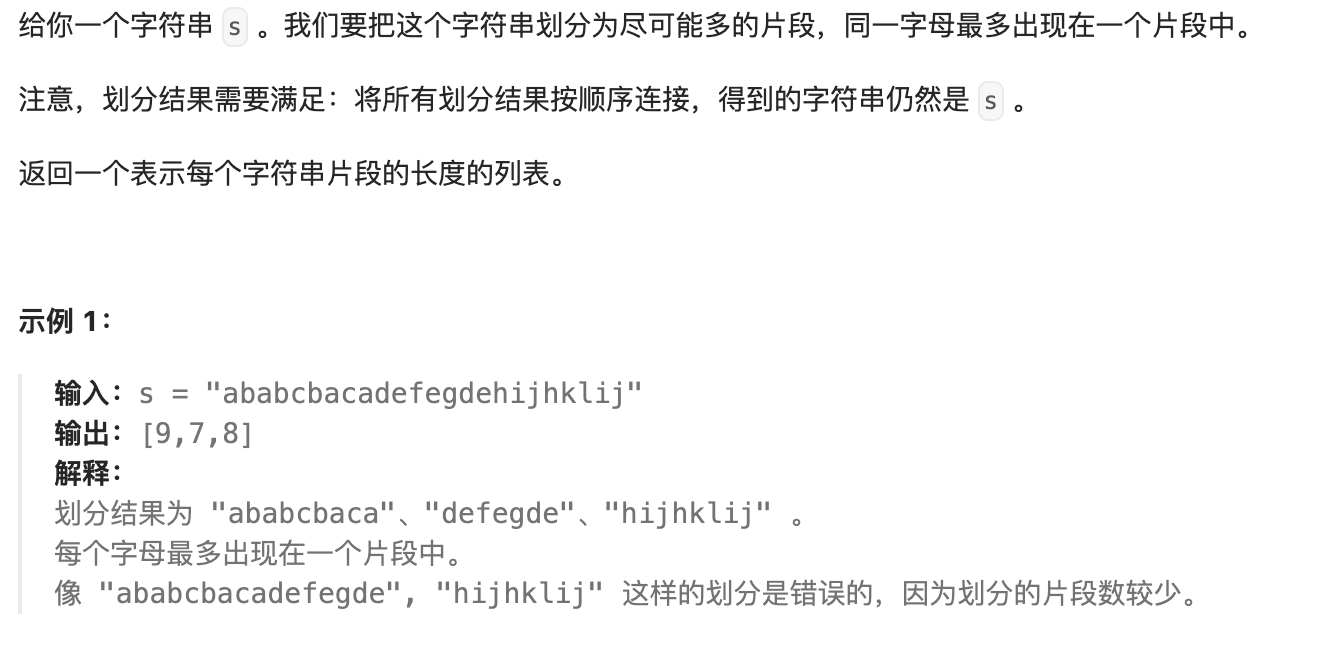 给你一个字符串 s 。我们要把这个字符串划分为尽可能多的片段，同一字母最多出现在一个片段中。
注意，划分结果需要满足：将所有划分结果按顺序连接，得到的字符串仍然是 s 。
返回一个表示每个字符串片段的长度的列表。
示例 1：
输入：s = "ababcbacadefegdehijhklij"
输出：[9,7,8]
解释：
划分结果为 "ababcbaca"、"defegde"、"hijhklij" 。
每个字母最多出现在一个片段中。
像 "ababcbacadefegde", "hijhklij" 这样的划分是错误的，因为划分的片段数较少。